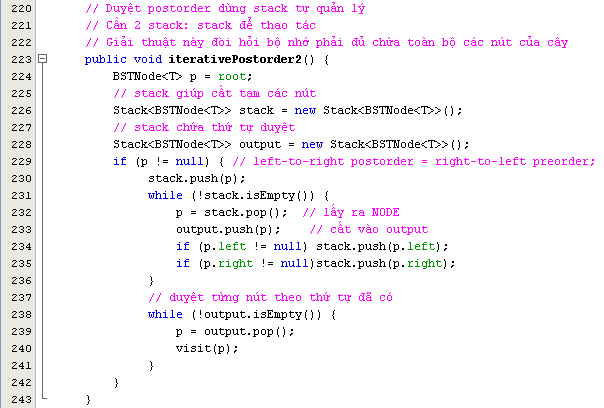 220 // Duyệt postorder dùng stack tự quản lý
221 // Cần 2 stack: stack để thao tác
222 // Giải thuật này đòi hỏi bộ nhớ phải đủ chứa toàn bộ các nút của cây
223 public void iterativePostorder2() {
224 BSTNode<T> p = root;
225 // stack giúp cất tạm các nút
226 Stack<BSTNode<T>> stack = new Stack<BSTNode<T>>();
227 // stack chứa thứ tự duyệt
228 Stack<BSTNode<T>> output = new Stack<BSTNode<T>>();
229 if (p != null) { // left-to-right postorder = right-to-left preorder;
230 stack.push(p);
231 while (!stack.isEmpty()) {
232 p = stack.pop(); // lấy ra NODE
233 output.push(p); // cất vào output
234 if (p.left != null) stack.push(p.left);
235 if (p.right != null)stack.push(p.right);
236 }
237 // duyệt từng nút theo thứ tự đã có
238 while (!output.isEmpty()) {
239 p = output.pop();
240 visit(p);
241 }
242 }
243 }